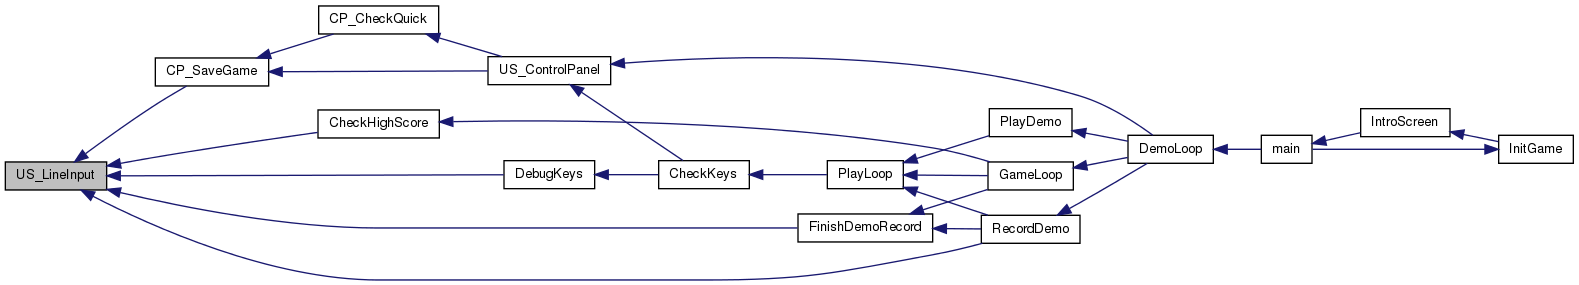 CP_CheckQuick
CP_SaveGame
US_ControlPanel
CheckHighScore
PlayDemo
IntroScreen
DemoLoop
main
InitGame
US_LineInput
DebugKeys
CheckKeys
PlayLoop
GameLoop
FinishDemoRecord
RecordDemo